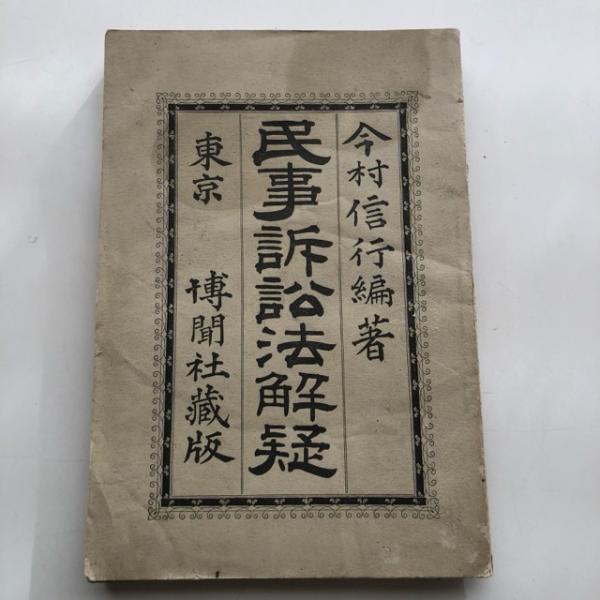 今村信行編著
民事訴訟法解疑
東京 博聞社蔵版